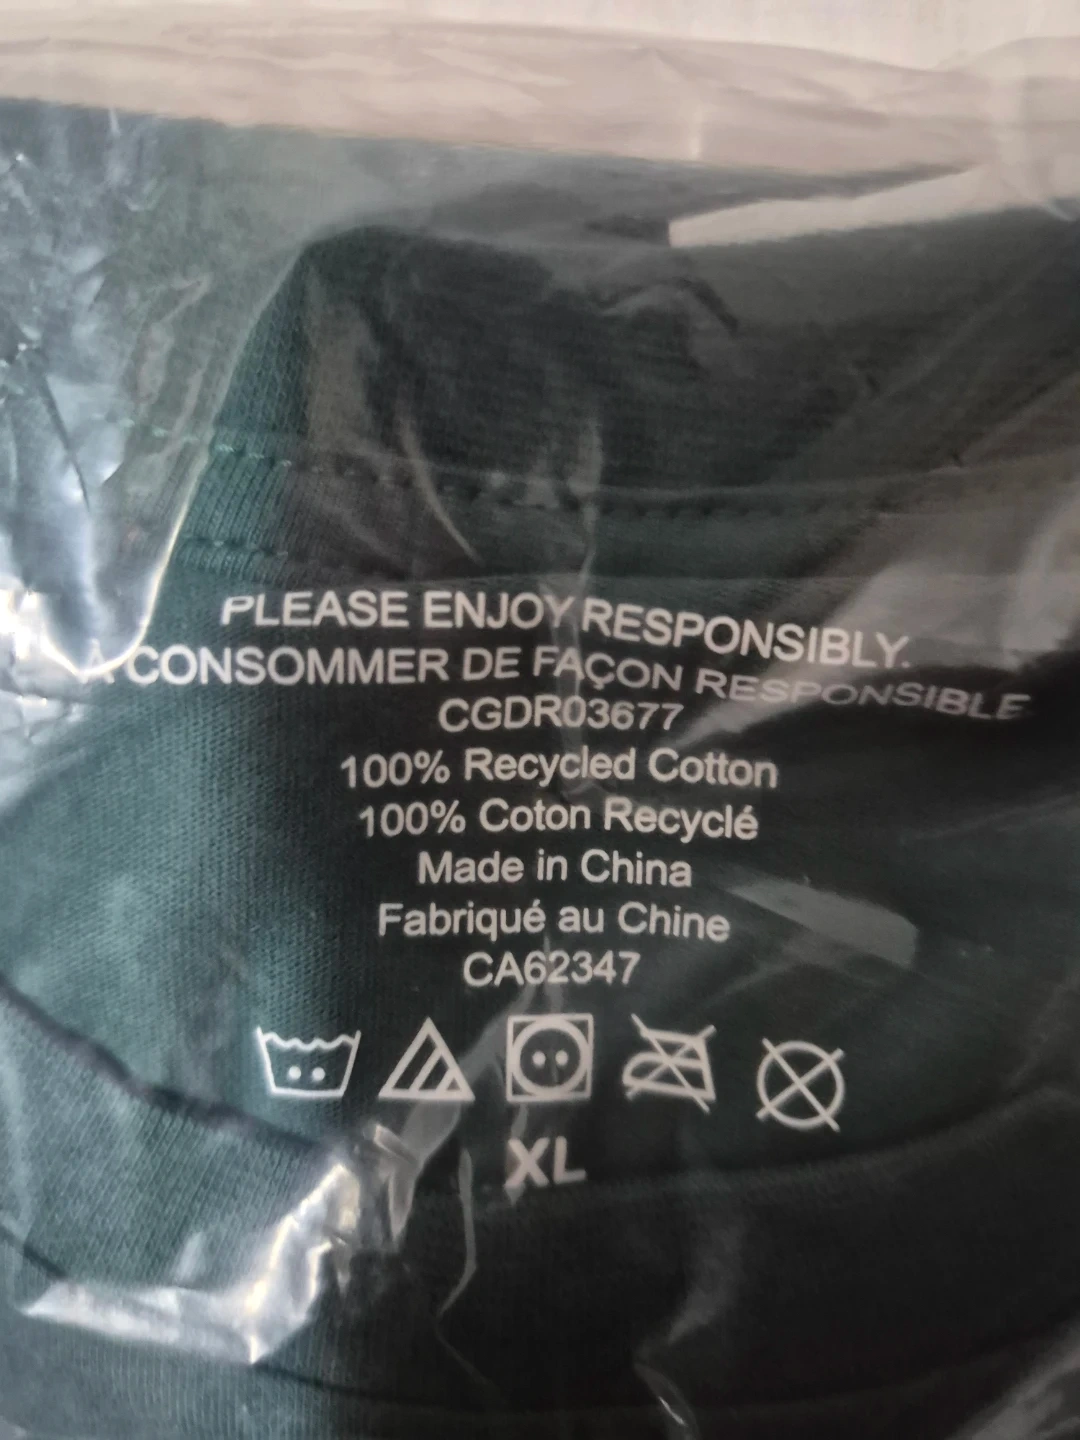 PLEASE ENJOY RESPONSIBLY.
À CONSOMMER DE FAÇON RESPONSIBLE
CGDR03677
100% Recycled Cotton
100% Coton Recyclé
Made in China
Fabriqué au Chine
CA62347
XL